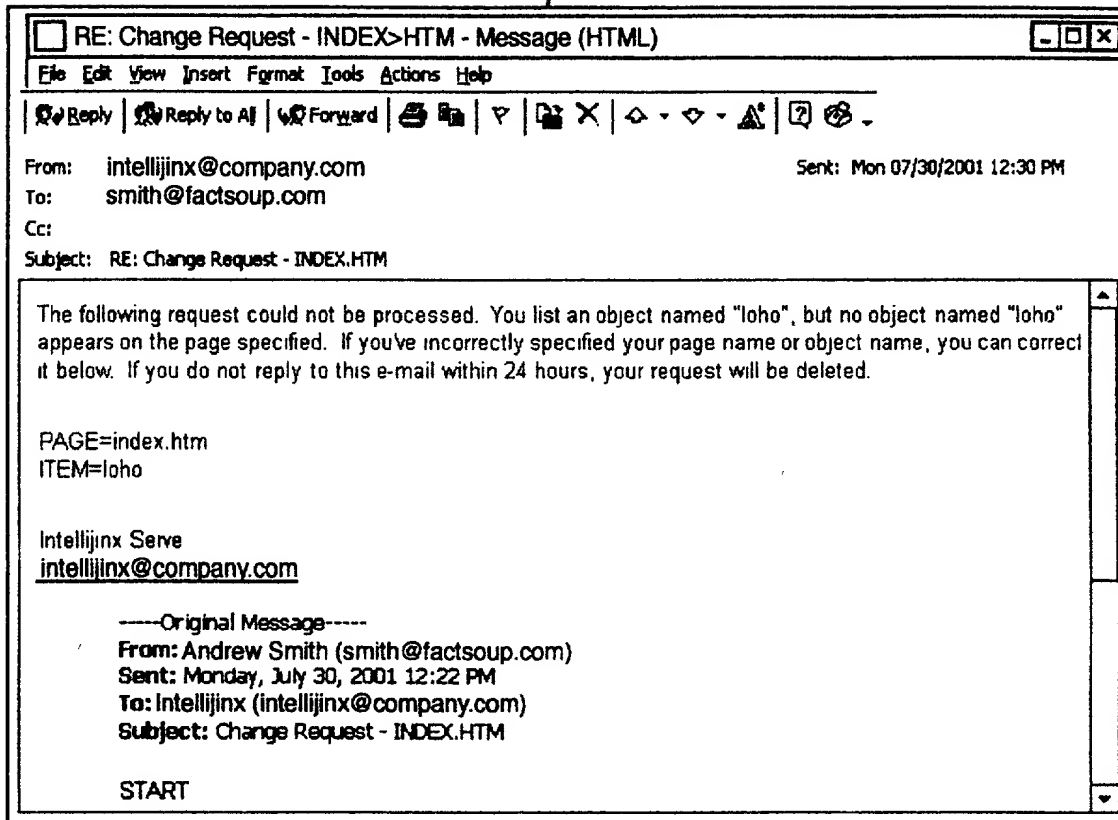 RE: Change Request - INDEX>HTM - Message (HTML)
File Edit View Insert Format Tools Actions Help
Reply Reply to All Forward
From: intellijinx@company.com Sent: Mon 07/30/2001 12:30 PM
To: smith@factsoup.com
Cc:
Subject: RE: Change Request - INDEX.HTM
The following request could not be processed. You list an object named "loho", but no object named "loho"
appears on the page specified. If you've incorrectly specified your page name or object name, you can correct
it below. If you do not reply to this e-mail within 24 hours, your request will be deleted.
PAGE=index.htm
ITEM=loho
Intellijinx Serve
intellijinx@company.com
-----Original Message-----
From: Andrew Smith (smith@factsoup.com)
Sent: Monday, July 30, 2001 12:22 PM
To: Intellijinx (intellijinx@company.com)
Subject: Change Request - INDEX.HTM
START